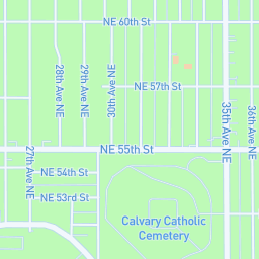 NE 60th St
28th Ave NE
29th Ave NE
30th Ave NE
NE 57th St
35th Ave NE
36th Ave NE
27th Ave NE
NE 55th St
NE 54th St
NE 53rd St
Calvary Catholic
Cemetery